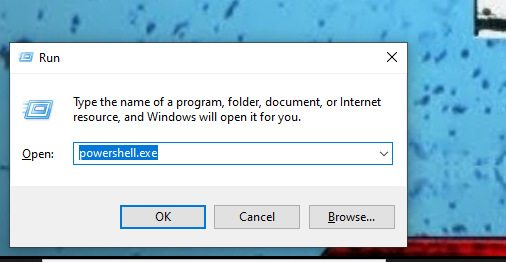 Run
Type the name of a program, folder, document, or Internet
resource, and Windows will open it for you.
Open: powershell.exe
OK Cancel Browse...